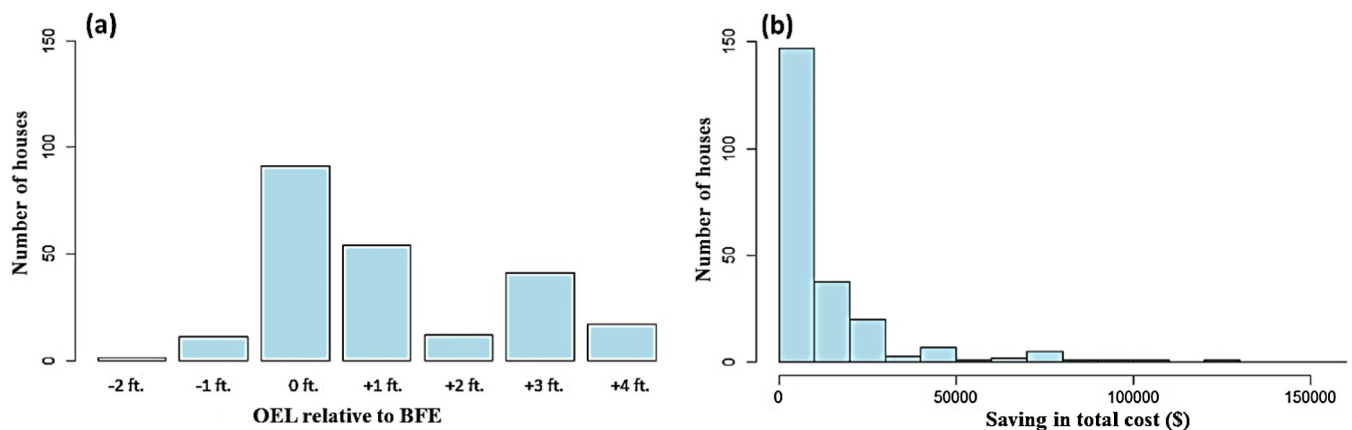 (a)
Number of houses
150
100
50
0
-2 ft. -1 ft. 0 ft. +1 ft. +2 ft. +3 ft. +4 ft.
OEL relative to BFE
(b)
Number of houses
150
100
50
0
0 50000 100000 150000
Saving in total cost ($)